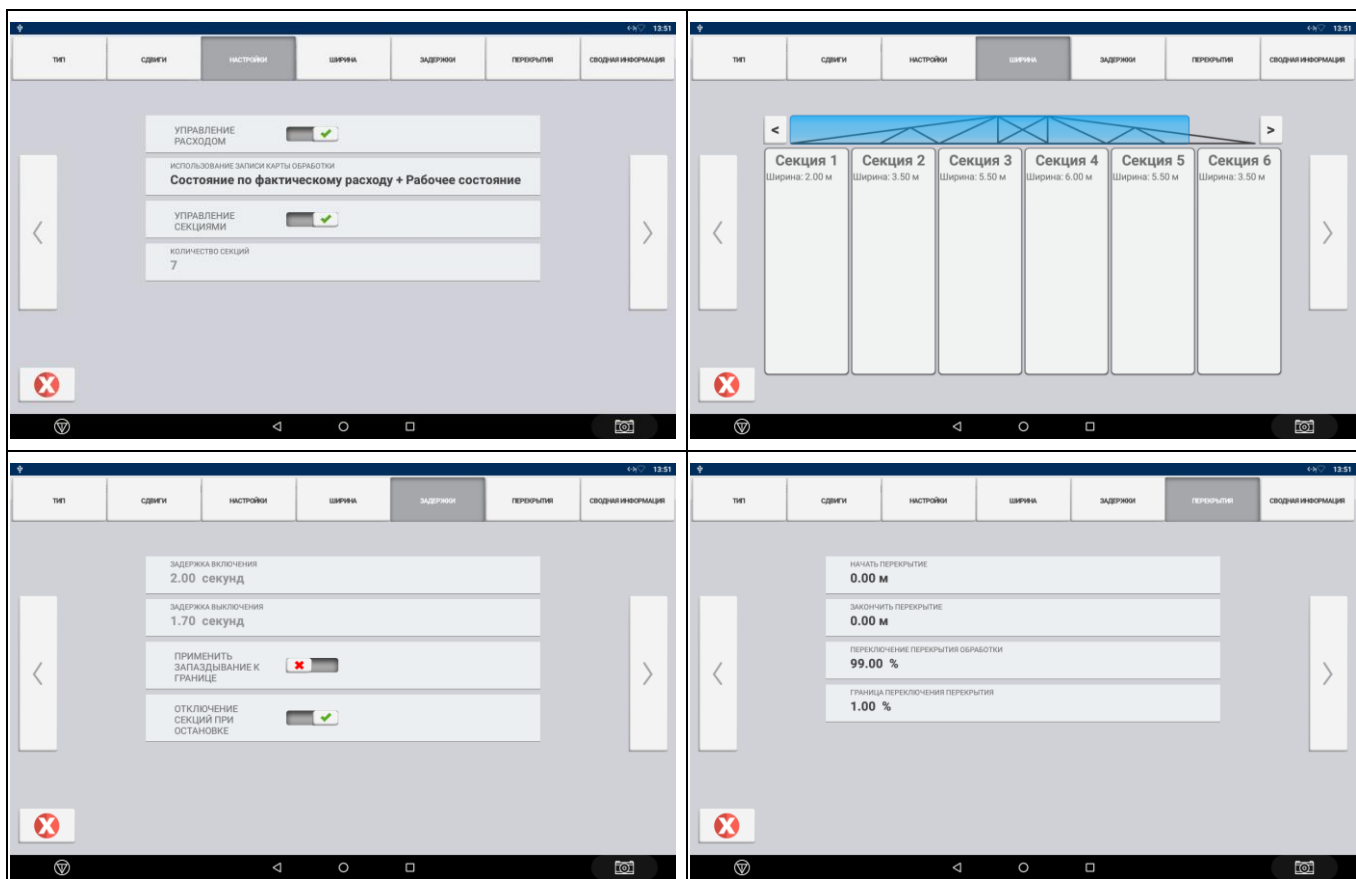 13:51
ТИП СДВИГИ НАСТРОЙКИ ШИРИНА ЗАДЕРЖКИ ПЕРЕКРЫТИЯ СВОДНАЯ ИНФОРМАЦИЯ
УПРАВЛЕНИЕ
РАСХОДОМ
ИСПОЛЬЗОВАНИЕ ЗАПИСИ КАРТЫ ОБРАБОТКИ
Состояние по фактическому расходу + Рабочее состояние
УПРАВЛЕНИЕ
СЕКЦИЯМИ
КОЛИЧЕСТВО СЕКЦИЙ
7
13:51
ТИП СДВИГИ НАСТРОЙКИ ШИРИНА ЗАДЕРЖКИ ПЕРЕКРЫТИЯ СВОДНАЯ ИНФОРМАЦИЯ
< >
Секция 1 Секция 2 Секция 3 Секция 4 Секция 5 Секция 6
Ширина: 2.00 м Ширина: 3.50 м Ширина: 5.50 м Ширина: 6.00 м Ширина: 5.50 м Ширина: 3.50 м
13:51
ТИП СДВИГИ НАСТРОЙКИ ШИРИНА ЗАДЕРЖКИ ПЕРЕКРЫТИЯ СВОДНАЯ ИНФОРМАЦИЯ
ЗАДЕРЖКА ВКЛЮЧЕНИЯ
2.00 секунд
ЗАДЕРЖКА ВЫКЛЮЧЕНИЯ
1.70 секунд
ПРИМЕНИТЬ
ЗАПАЗДЫВАНИЕ К
ГРАНИЦЕ
ОТКЛЮЧЕНИЕ
СЕКЦИЙ ПРИ
ОСТАНОВКЕ
13:51
ТИП СДВИГИ НАСТРОЙКИ ШИРИНА ЗАДЕРЖКИ ПЕРЕКРЫТИЯ СВОДНАЯ ИНФОРМАЦИЯ
НАЧАТЬ ПЕРЕКРЫТИЕ
0.00 м
ЗАКОНЧИТЬ ПЕРЕКРЫТИЕ
0.00 м
ПЕРЕКЛЮЧЕНИЕ ПЕРЕКРЫТИЯ ОБРАБОТКИ
99.00 %
ГРАНИЦА ПЕРЕКЛЮЧЕНИЯ ПЕРЕКРЫТИЯ
1.00 %